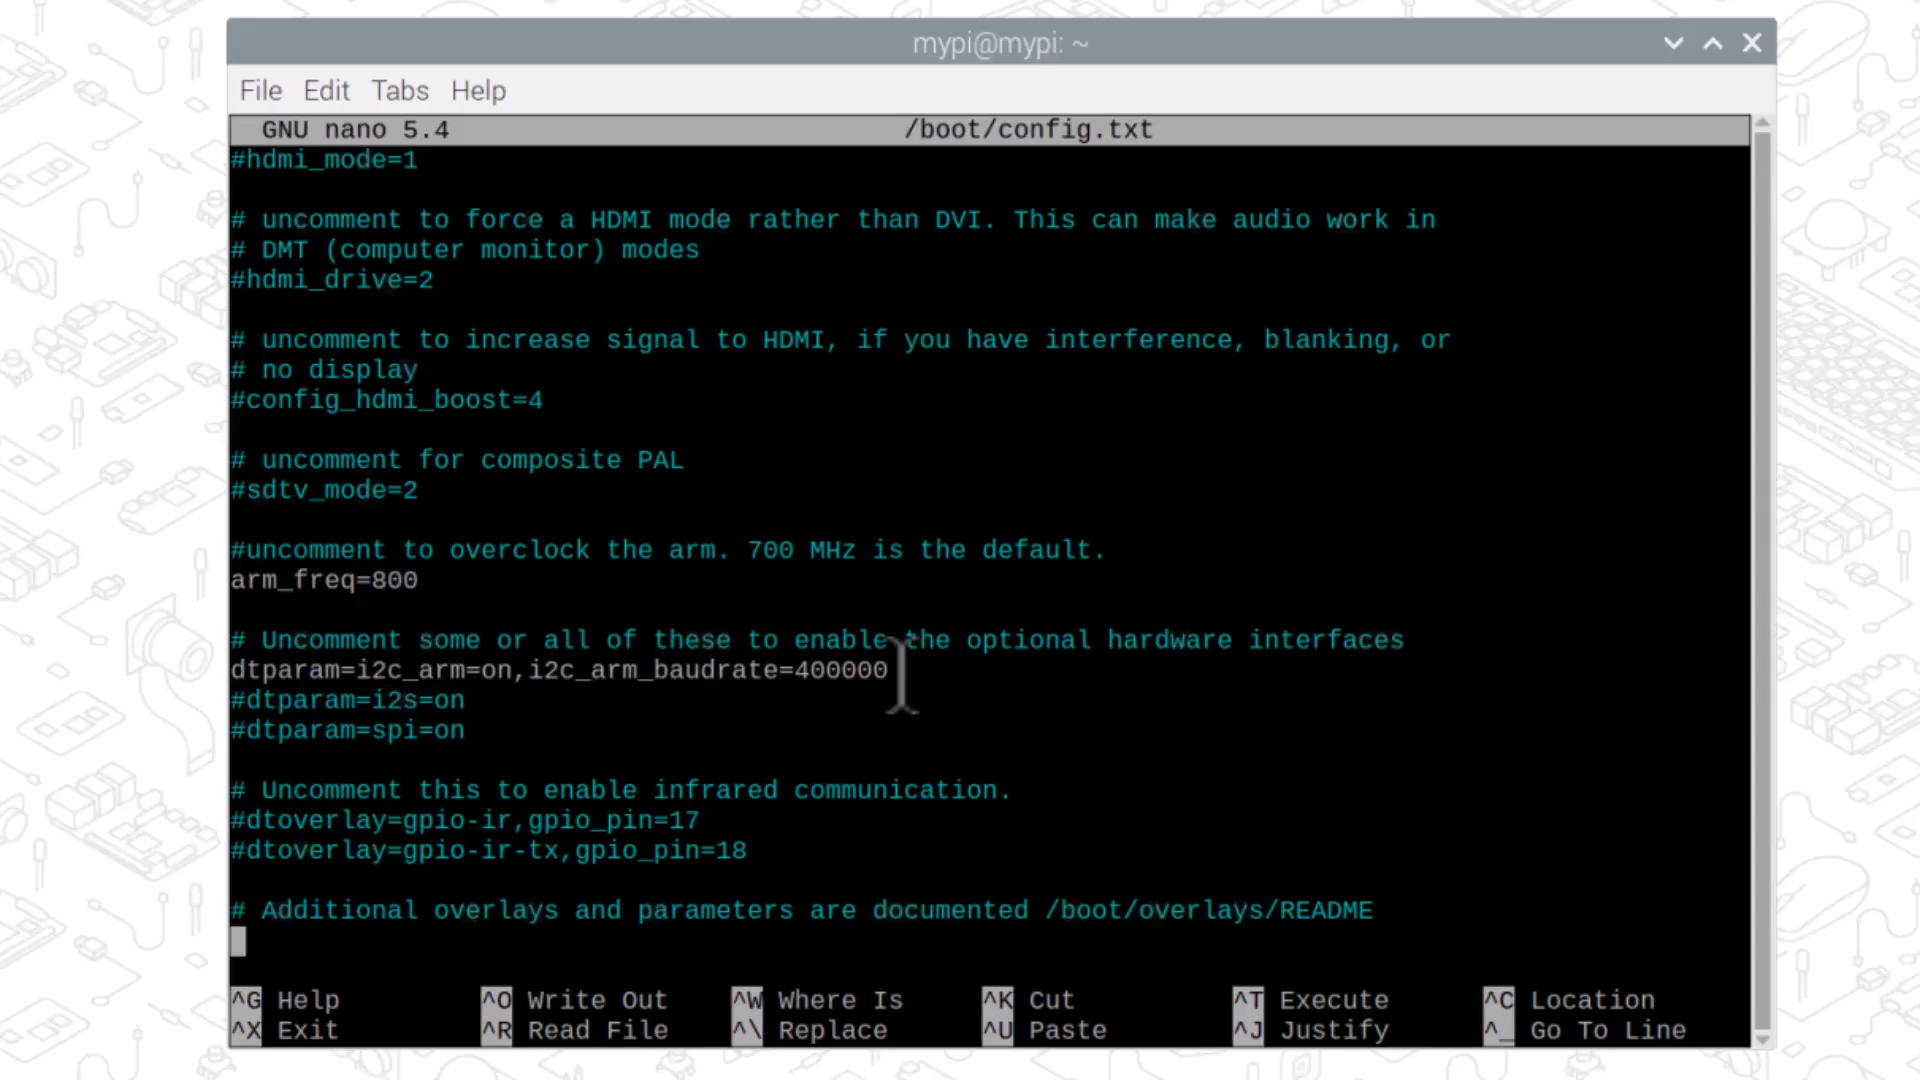 mypi@mypi: ~
File Edit Tabs Help
GNU nano 5.4 /boot/config.txt
#hdmi_mode=1
# uncomment to force a HDMI mode rather than DVI. This can make audio work in
# DMT (computer monitor) modes
#hdmi_drive=2
# uncomment to increase signal to HDMI, if you have interference, blanking, or
# no display
#config_hdmi_boost=4
# uncomment for composite PAL
#sdtv_mode=2
#uncomment to overclock the arm. 700 MHz is the default.
arm_freq=800
# Uncomment some or all of these to enable the optional hardware interfaces
dtparam=i2c_arm=on,i2c_arm_baudrate=400000
#dtparam=i2s=on
#dtparam=spi=on
# Uncomment this to enable infrared communication.
#dtoverlay=gpio-ir,gpio_pin=17
#dtoverlay=gpio-ir-tx,gpio_pin=18
# Additional overlays and parameters are documented /boot/overlays/README
^G Help ^O Write Out ^W Where Is ^K Cut ^T Execute ^C Location
^X Exit ^R Read File ^\ Replace ^U Paste ^J Justify ^_ Go To Line